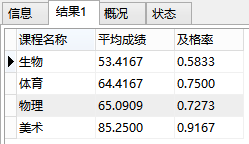 信息 结果1 概况 状态
课程名称 平均成绩 及格率
生物 53.4167 0.5833
体育 64.4167 0.7500
物理 65.0909 0.7273
美术 85.2500 0.9167